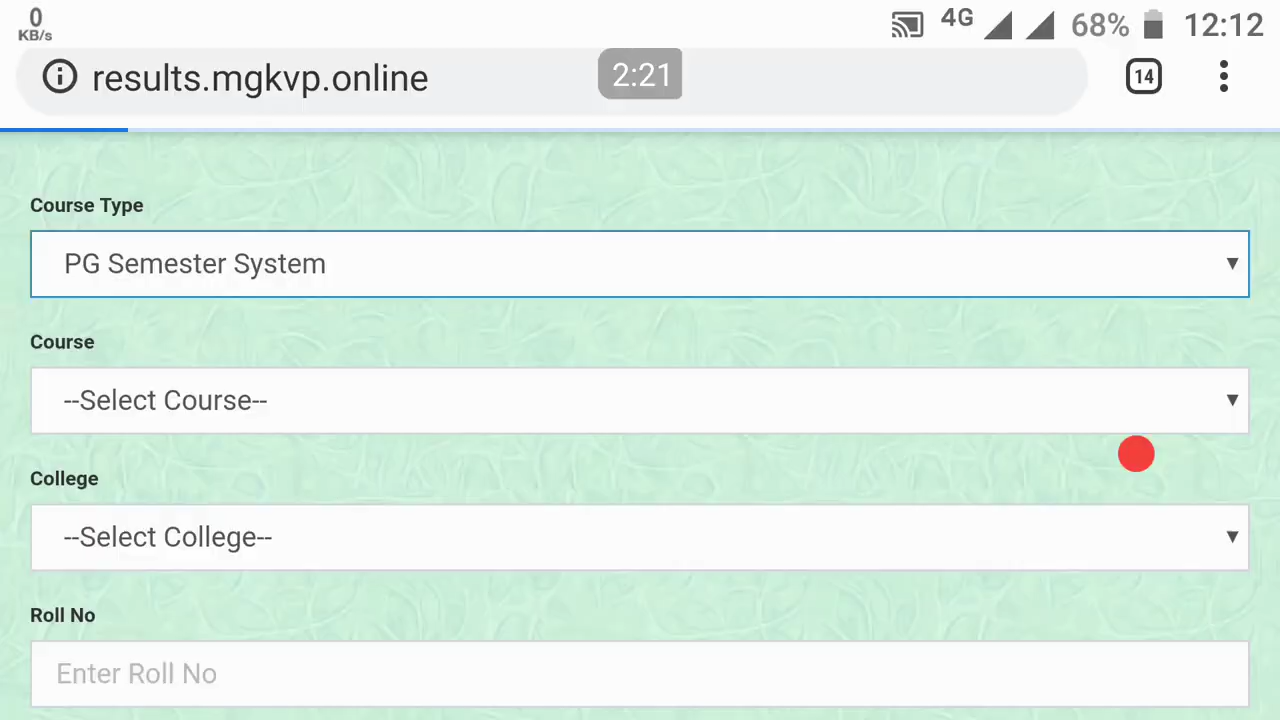 0
KB/s
4G
68%
12:12
results.mgkvp.online
2:21
14
Course Type
PG Semester System
Course
--Select Course--
College
--Select College--
Roll No
Enter Roll No